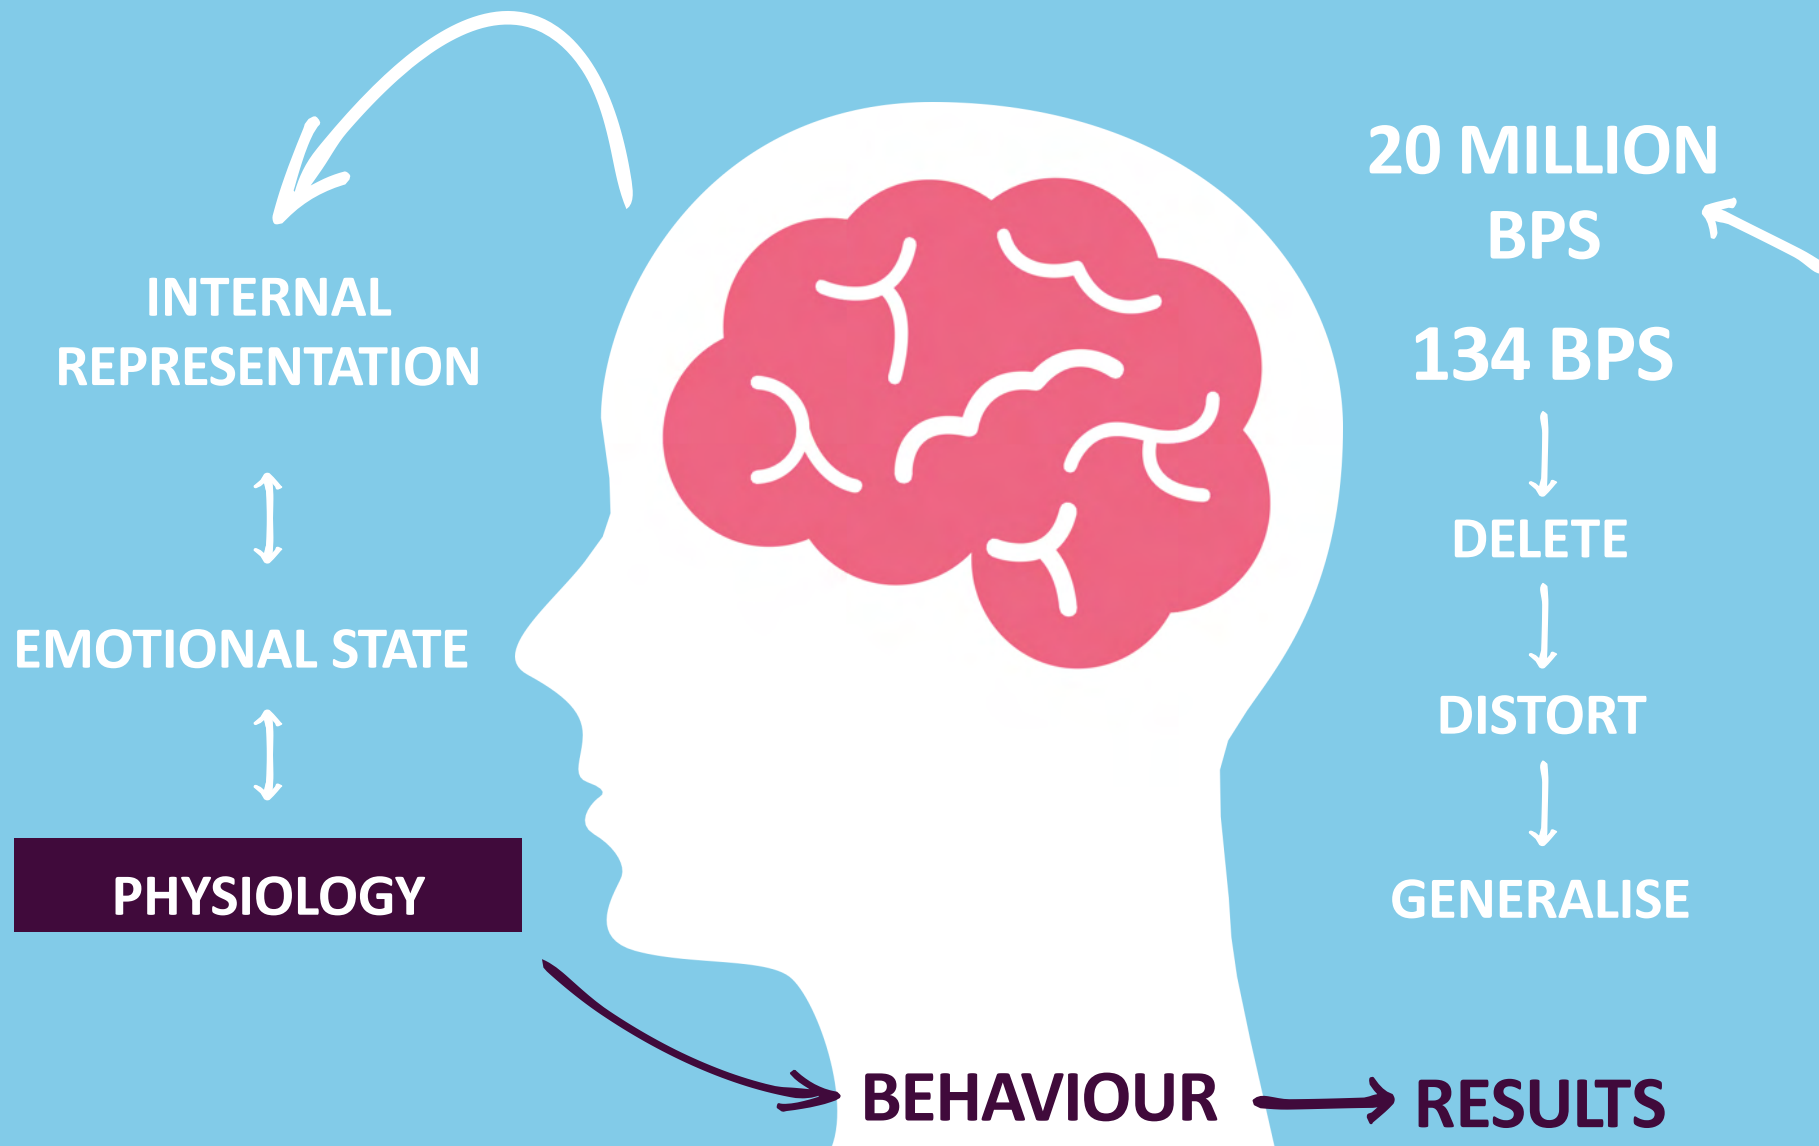 20 MILLION
BPS
134 BPS
DELETE
DISTORT
GENERALISE
INTERNAL
REPRESENTATION
EMOTIONAL STATE
PHYSIOLOGY
BEHAVIOUR
RESULTS